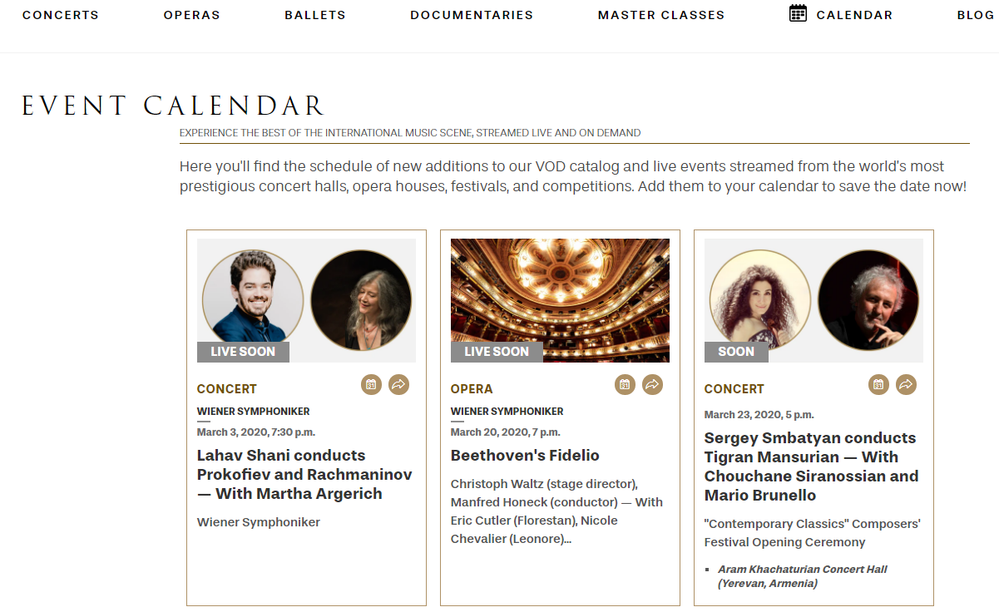 CONCERTS OPERAS BALLETS DOCUMENTARIES MASTER CLASSES CALENDAR BLOG
EVENT CALENDAR
EXPERIENCE THE BEST OF THE INTERNATIONAL MUSIC SCENE, STREAMED LIVE AND ON DEMAND
Here you'll find the schedule of new additions to our VOD catalog and live events streamed from the world's most
prestigious concert halls, opera houses, festivals, and competitions. Add them to your calendar to save the date now!
LIVE SOON
CONCERT
31
WIENER SYMPHONIKER
March 3, 2020, 7:30 p.m.
Lahav Shani conducts
Prokofiev and Rachmaninov
— With Martha Argerich
Wiener Symphoniker
LIVE SOON
OPERA
31
WIENER SYMPHONIKER
March 20, 2020, 7 p.m.
Beethoven's Fidelio
Christoph Waltz (stage director),
Manfred Honeck (conductor) — With
Eric Cutler (Florestan), Nicole
Chevalier (Leonore)...
SOON
CONCERT
31
March 23, 2020, 5 p.m.
Sergey Smbatyan conducts
Tigran Mansurian — With
Chouchane Siranossian and
Mario Brunello
"Contemporary Classics" Composers'
Festival Opening Ceremony
▪ Aram Khachaturian Concert Hall
(Yerevan, Armenia)